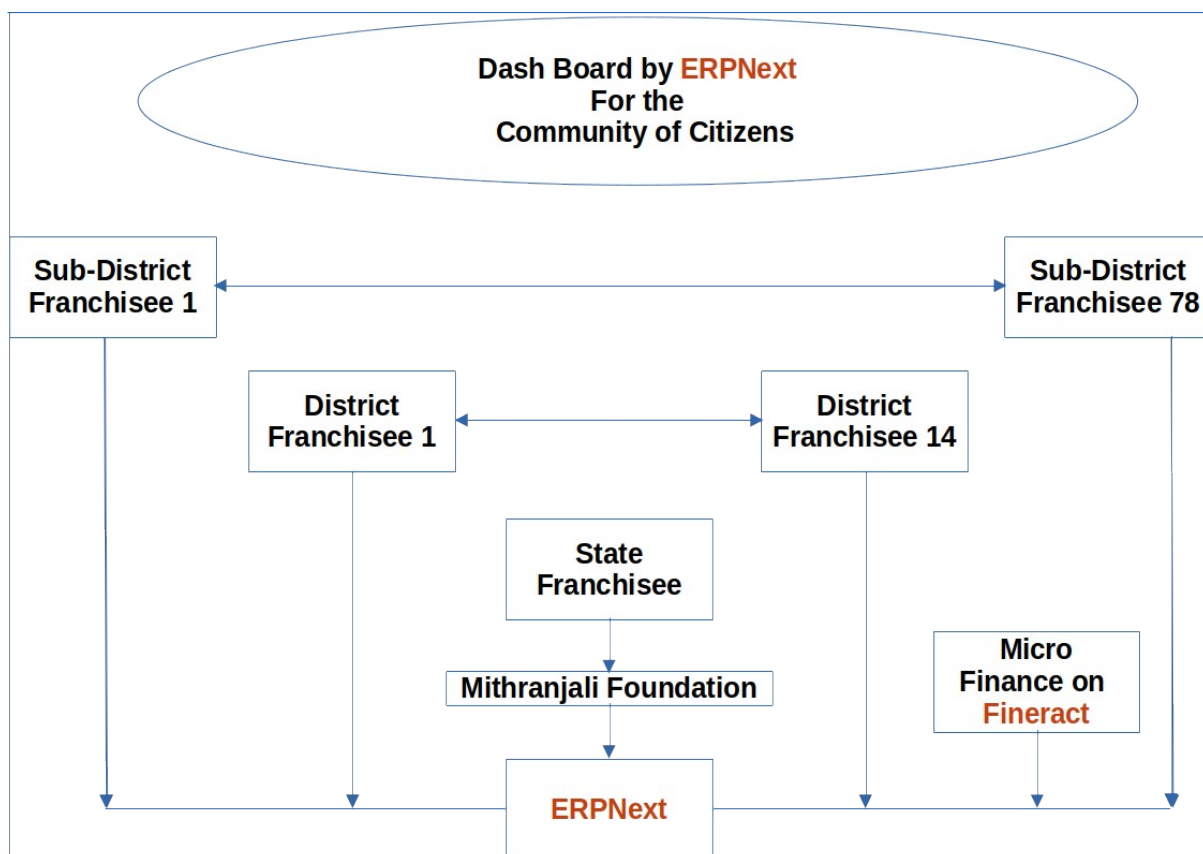 Dash Board by ERPNext
For the
Community of Citizens
Sub-District
Franchisee 1
Sub-District
Franchisee 78
District
Franchisee 1
District
Franchisee 14
State
Franchisee
Mithranjali Foundation
Micro
Finance on
Fineract
ERPNext